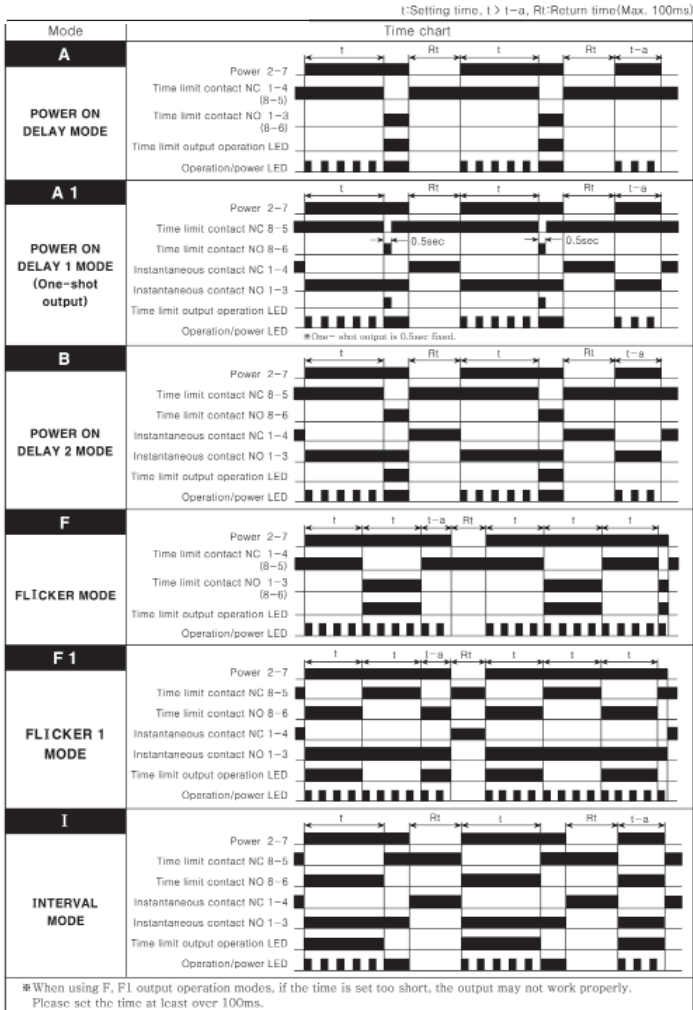 t:Setting time, t > t-a, Rt:Return time(Max. 100ms)
Mode
Time chart
A
POWER ON
DELAY MODE
t
Rt
t
Rt
t-a
Power 2-7
Time limit contact NC 1-4
(8-5)
Time limit contact NO 1-3
(8-6)
Time limit output operation LED
Operation/power LED
A 1
POWER ON
DELAY 1 MODE
(One-shot
output)
t
Rt
t
Rt
t-a
Power 2-7
Time limit contact NC 8-5
Time limit contact NO 8-6
0.5sec
0.5sec
Instantaneous contact NC 1-4
Instantaneous contact NO 1-3
Time limit output operation LED
Operation/power LED
※One- shot output is 0.5sec fixed.
B
POWER ON
DELAY 2 MODE
t
Rt
t
Rt
t-a
Power 2-7
Time limit contact NC 8-5
Time limit contact NO 8-6
Instantaneous contact NC 1-4
Instantaneous contact NO 1-3
Time limit output operation LED
Operation/power LED
F
FLICKER MODE
t
t
t-a
Rt
t
t
t
Power 2-7
Time limit contact NC 1-4
(8-5)
Time limit contact NO 1-3
(8-6)
Time limit output operation LED
Operation/power LED
F 1
FLICKER 1
MODE
t
t
t-a
Rt
t
t
t
Power 2-7
Time limit contact NC 8-5
Time limit contact NO 8-6
Instantaneous contact NC 1-4
Instantaneous contact NO 1-3
Time limit output operation LED
Operation/power LED
I
INTERVAL
MODE
t
Rt
t
Rt
t-a
Power 2-7
Time limit contact NC 8-5
Time limit contact NO 8-6
Instantaneous contact NC 1-4
Instantaneous contact NO 1-3
Time limit output operation LED
Operation/power LED
※When using F, F1 output operation modes, if the time is set too short, the output may not work properly.
Please set the time at least over 100ms.